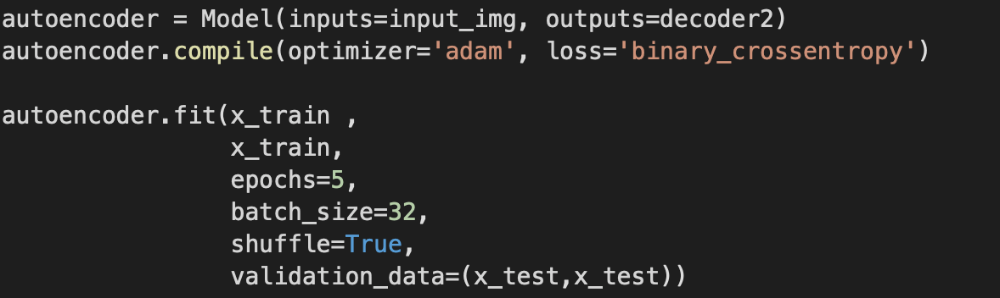 autoencoder = Model(inputs=input_img, outputs=decoder2)
autoencoder.compile(optimizer='adam', loss='binary_crossentropy')
autoencoder.fit(x_train ,
x_train,
epochs=5,
batch_size=32,
shuffle=True,
validation_data=(x_test,x_test))